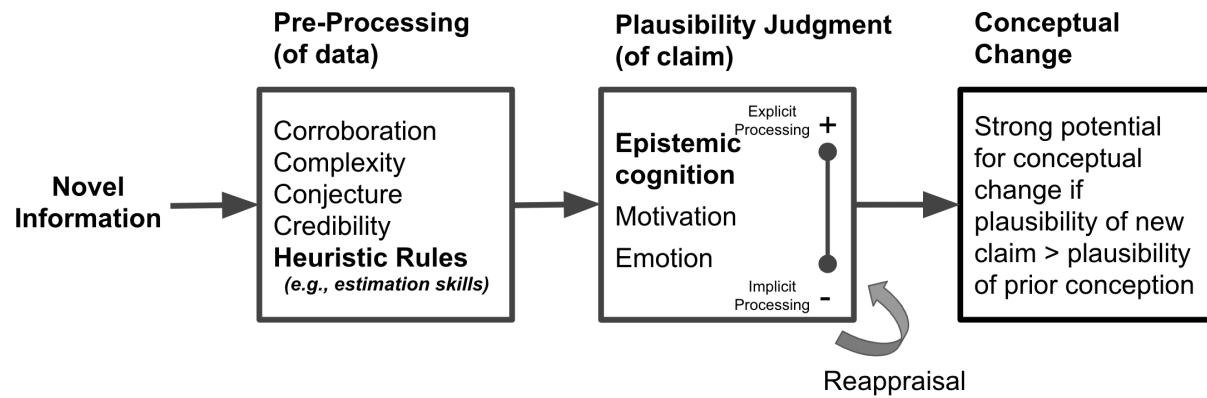 Pre-Processing
(of data)
Plausibility Judgment
(of claim)
Conceptual
Change
Novel
Information
Corroboration
Complexity
Conjecture
Credibility
Heuristic Rules
(e.g., estimation skills)
Explicit
Processing +
Epistemic
cognition
Motivation
Emotion
Implicit
Processing -
Reappraisal
Strong potential
for conceptual
change if
plausibility of new
claim > plausibility
of prior conception